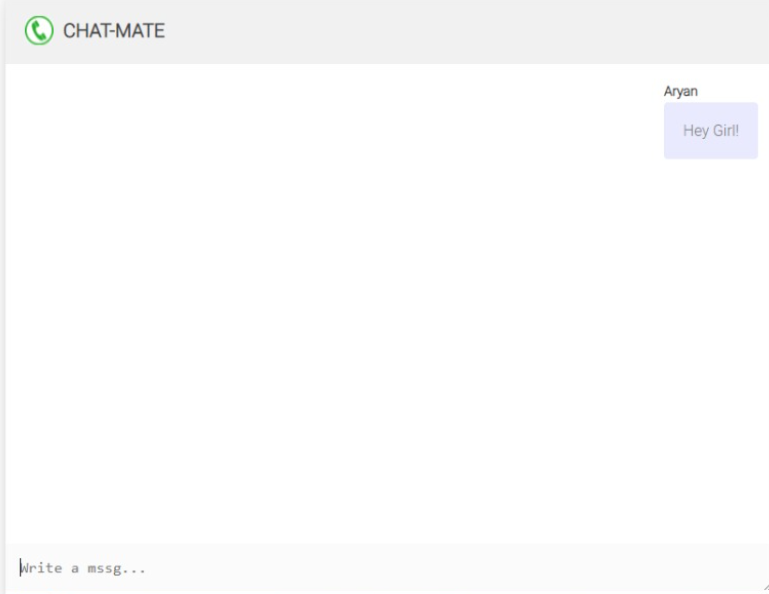 CHAT-MATE
Aryan
Hey Girl!
Write a mssg...